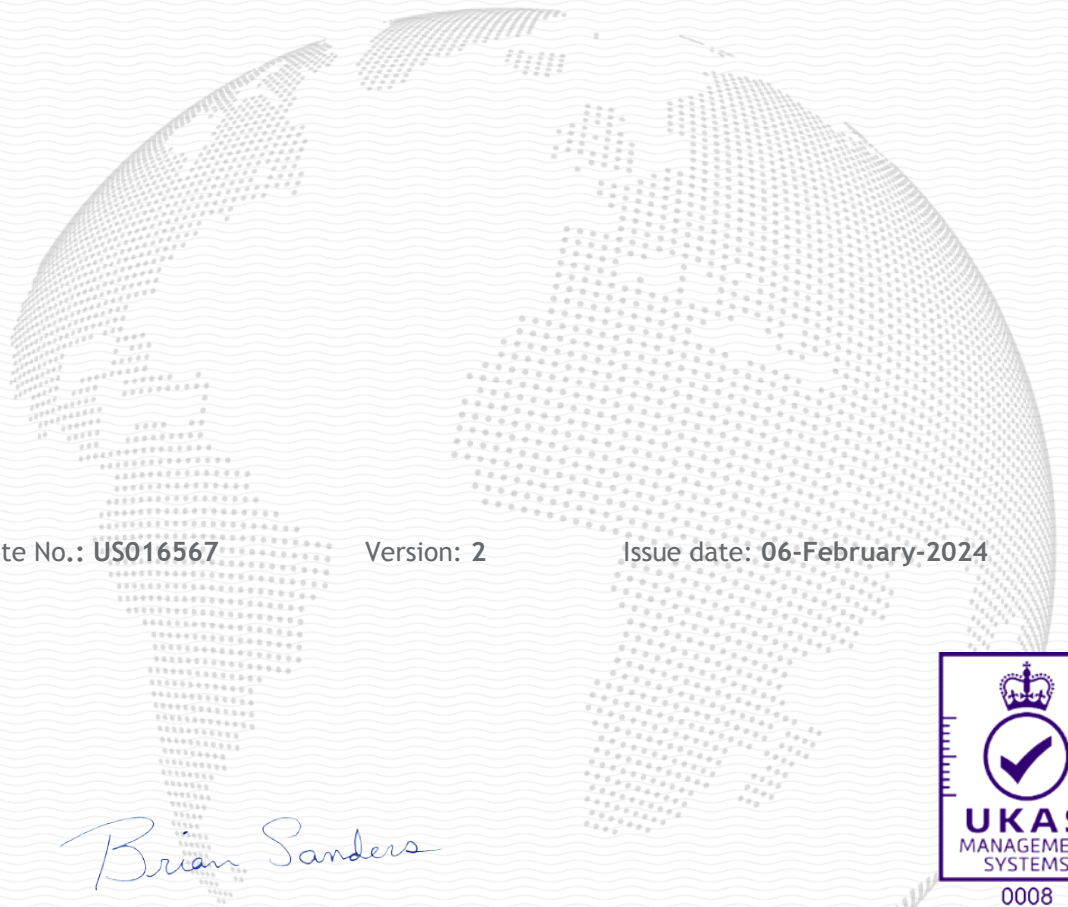 te No.: US016567 Version: 2 Issue date: 06-February-2024
Brian Sanders
UKAS
MANAGEME
SYSTEMS
0008